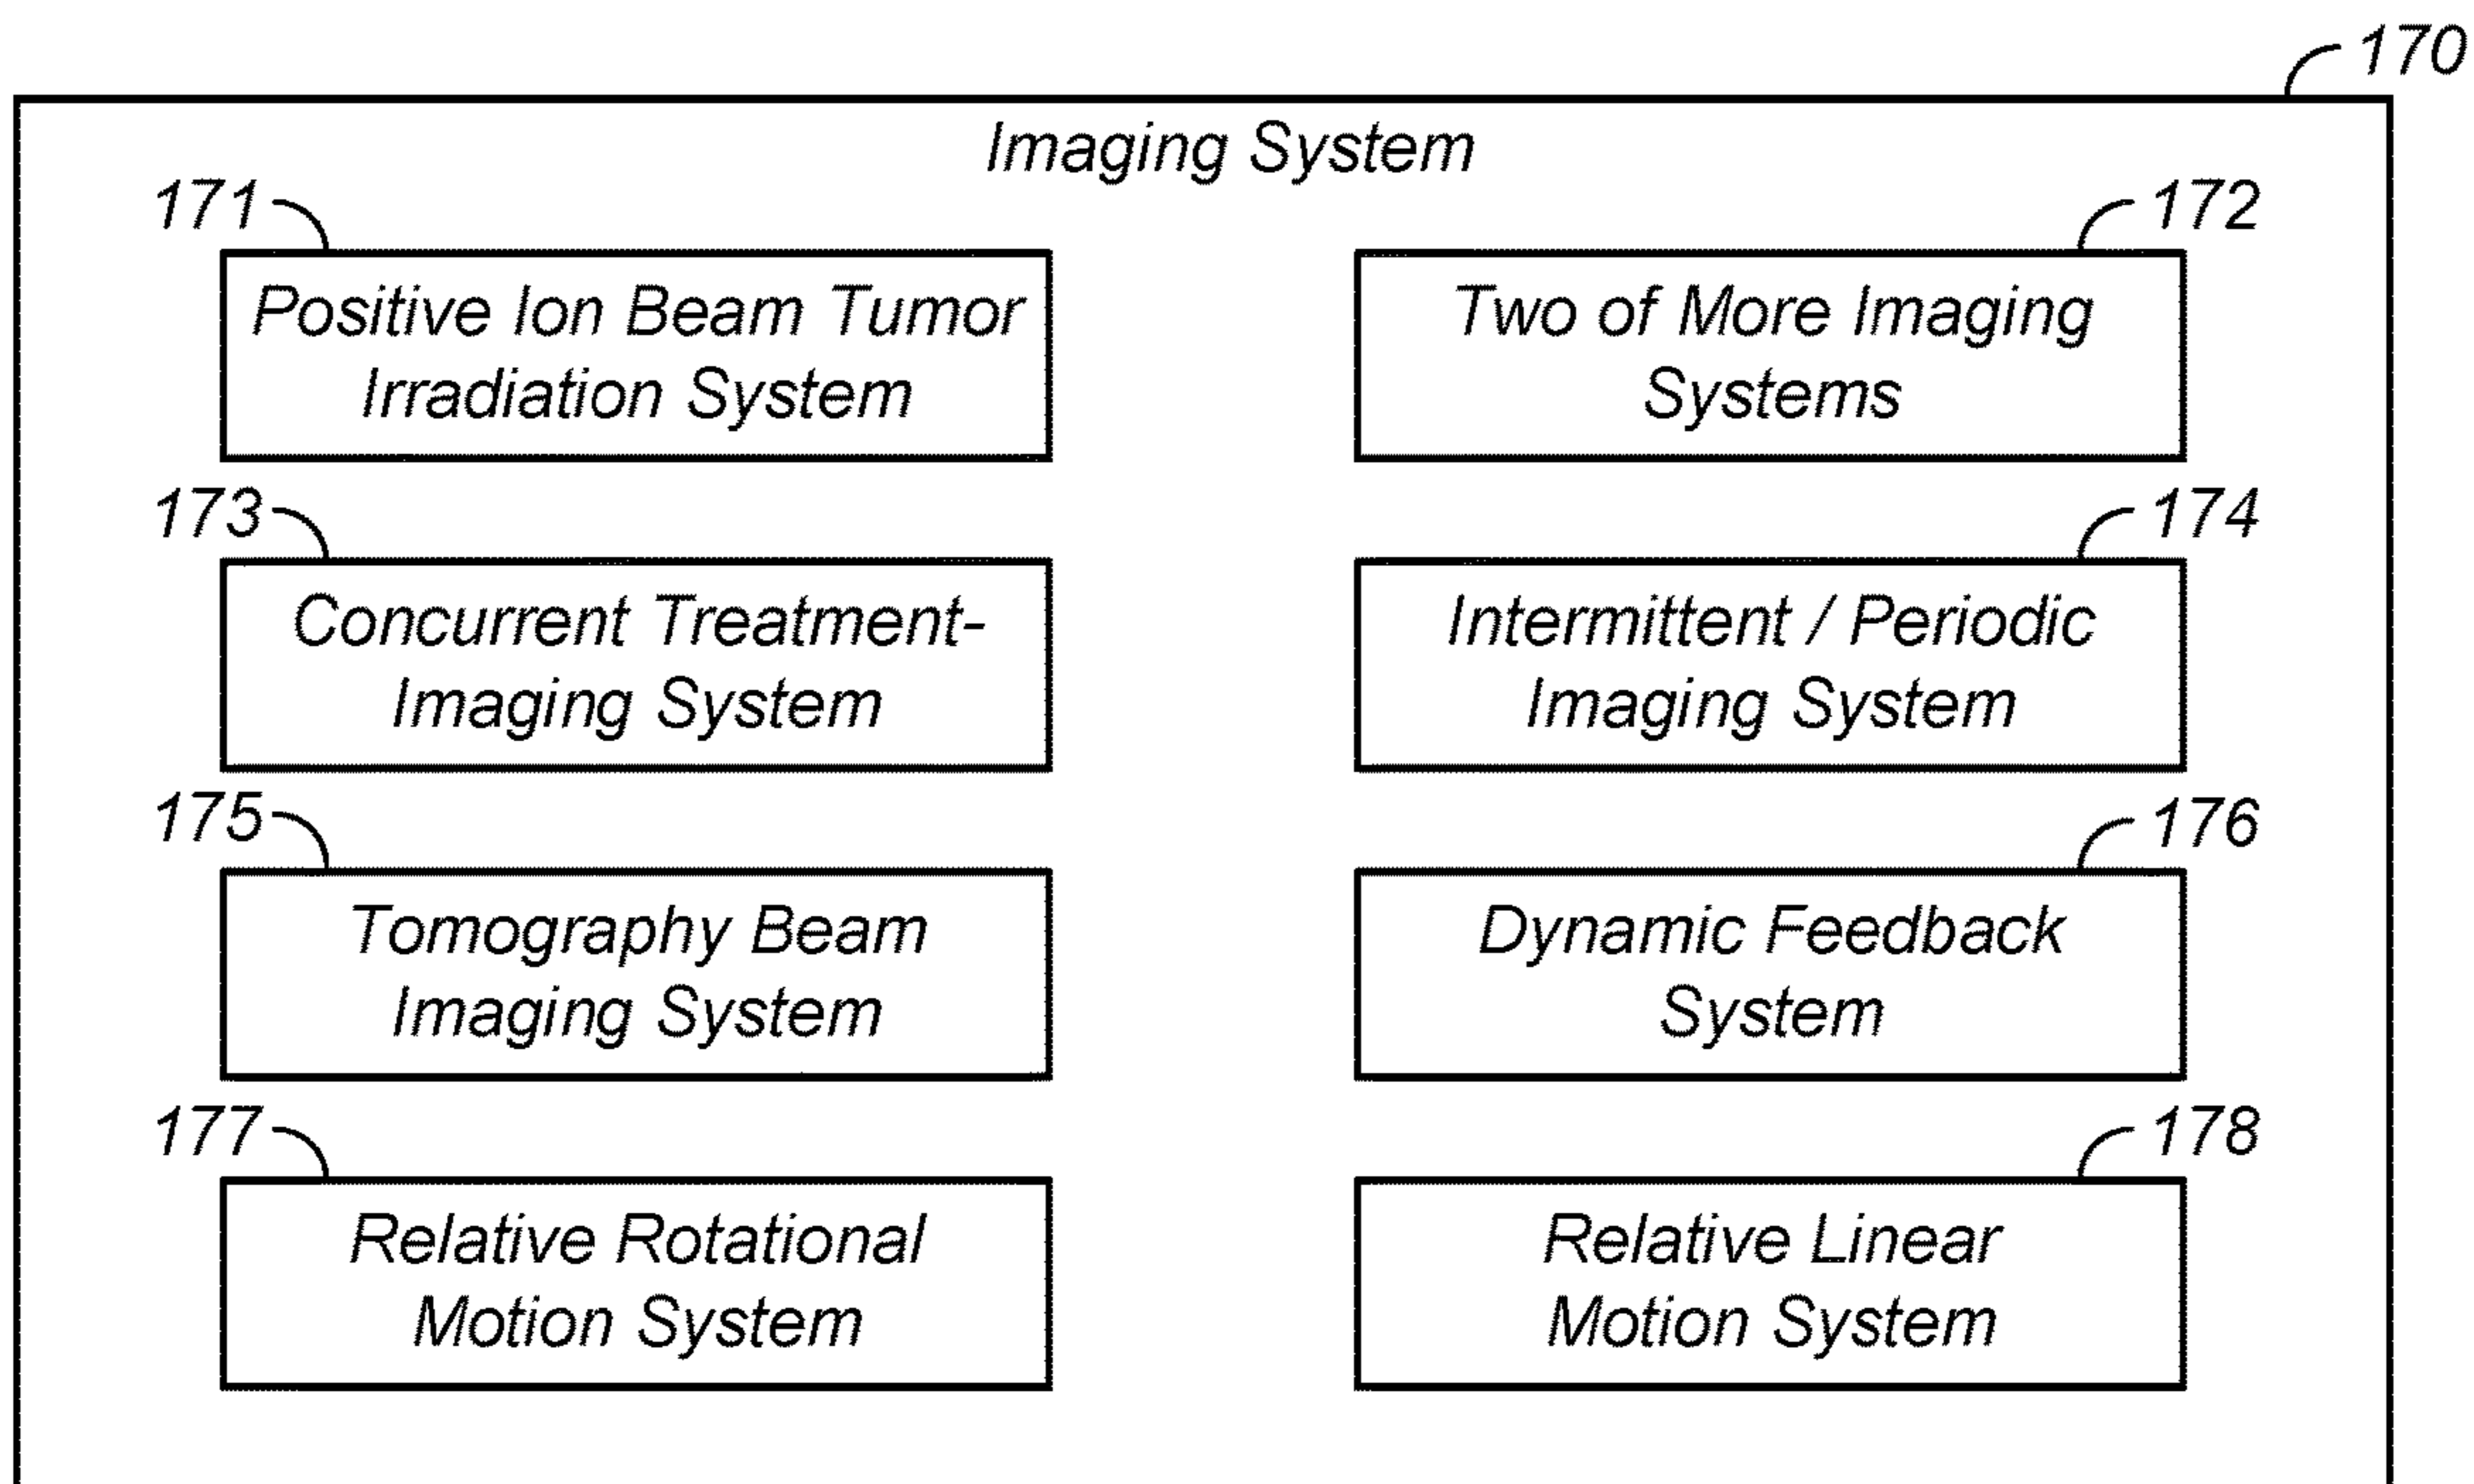 170
Imaging System
171
172
Positive Ion Beam Tumor
Irradiation System
Two of More Imaging
Systems
173
174
Concurrent Treatment-
Imaging System
Intermittent / Periodic
Imaging System
175
176
Tomography Beam
Imaging System
Dynamic Feedback
System
177
178
Relative Rotational
Motion System
Relative Linear
Motion System